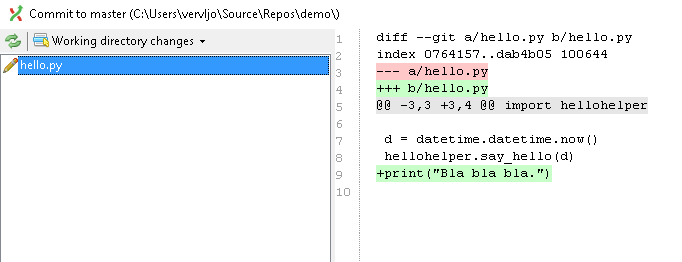 Commit to master (C:\Users\vervljo\Source\Repos\demo\)
Working directory changes
hello.py
1 diff --git a/hello.py b/hello.py
2 index 0764157..dab4b05 100644
3 --- a/hello.py
4 +++ b/hello.py
5 @@ -3,3 +3,4 @@ import hellohelper
6
7 d = datetime.datetime.now()
8 hellohelper.say_hello(d)
9 +print("Bla bla bla.")
10